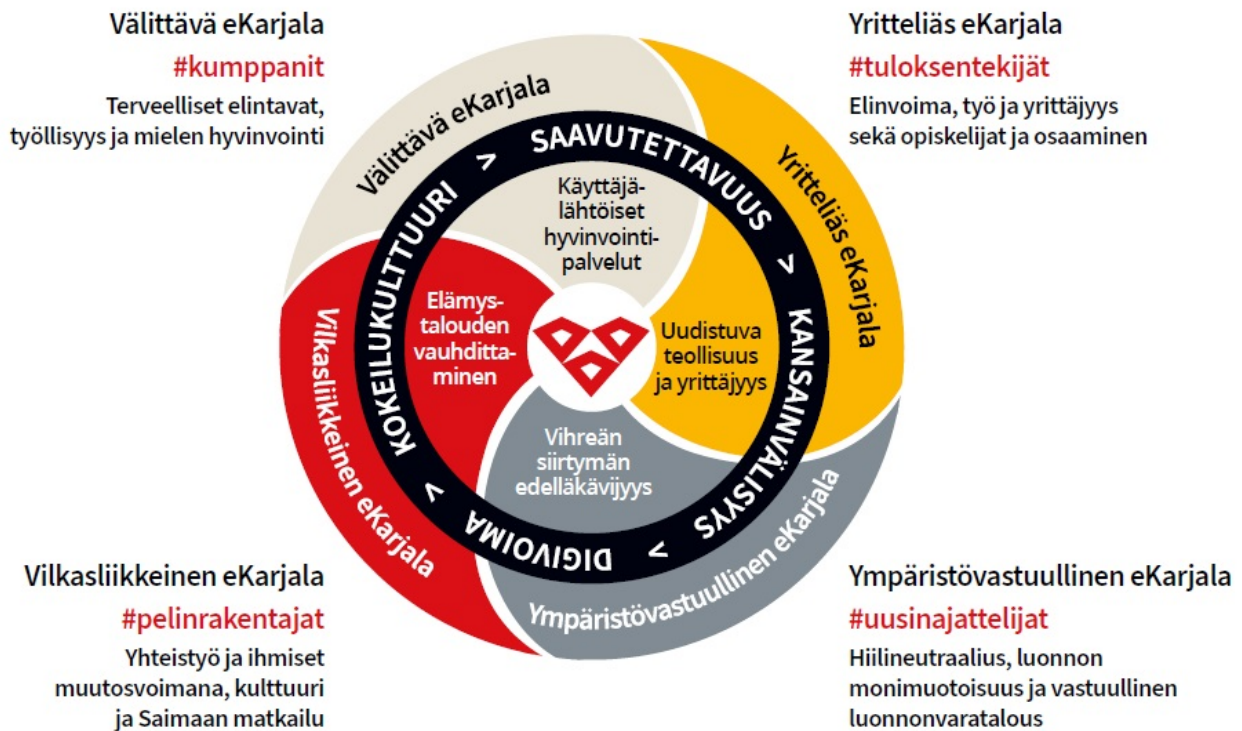 Välittävä eKarjala
#kumppanit
Terveelliset elintavat,
työllisyys ja mielen hyvinvointi
Yritteliäs eKarjala
#tuloksentekijät
Elinvoima, työ ja yrittäjyys
sekä opiskelijat ja osaaminen
Välittävä eKarjala
Yritteliäs eKarjala
Ympäristövastuullinen eKarjala
Vilkasliikkeinen eKarjala
KOKEILUKULTTUURI > SAAVUTETTAVUUS > KANSAINVÄLISYYS > DIGIVOIMA >
Käyttäjä-
lähtöiset
hyvinvointi-
palvelut
Elämys-
talouden
vauhditta-
minen
Uudistuva
teollisuus
ja yrittäjyys
Vihreän
siirtymän
edelläkävijyys
Vilkasliikkeinen eKarjala
#pelinrakentajat
Yhteistyö ja ihmiset
muutosvoimana, kulttuuri
ja Saimaan matkailu
Ympäristövastuullinen eKarjala
#uusinajattelijat
Hiilineutraalius, luonnon
monimuotoisuus ja vastuullinen
luonnonvaratalous